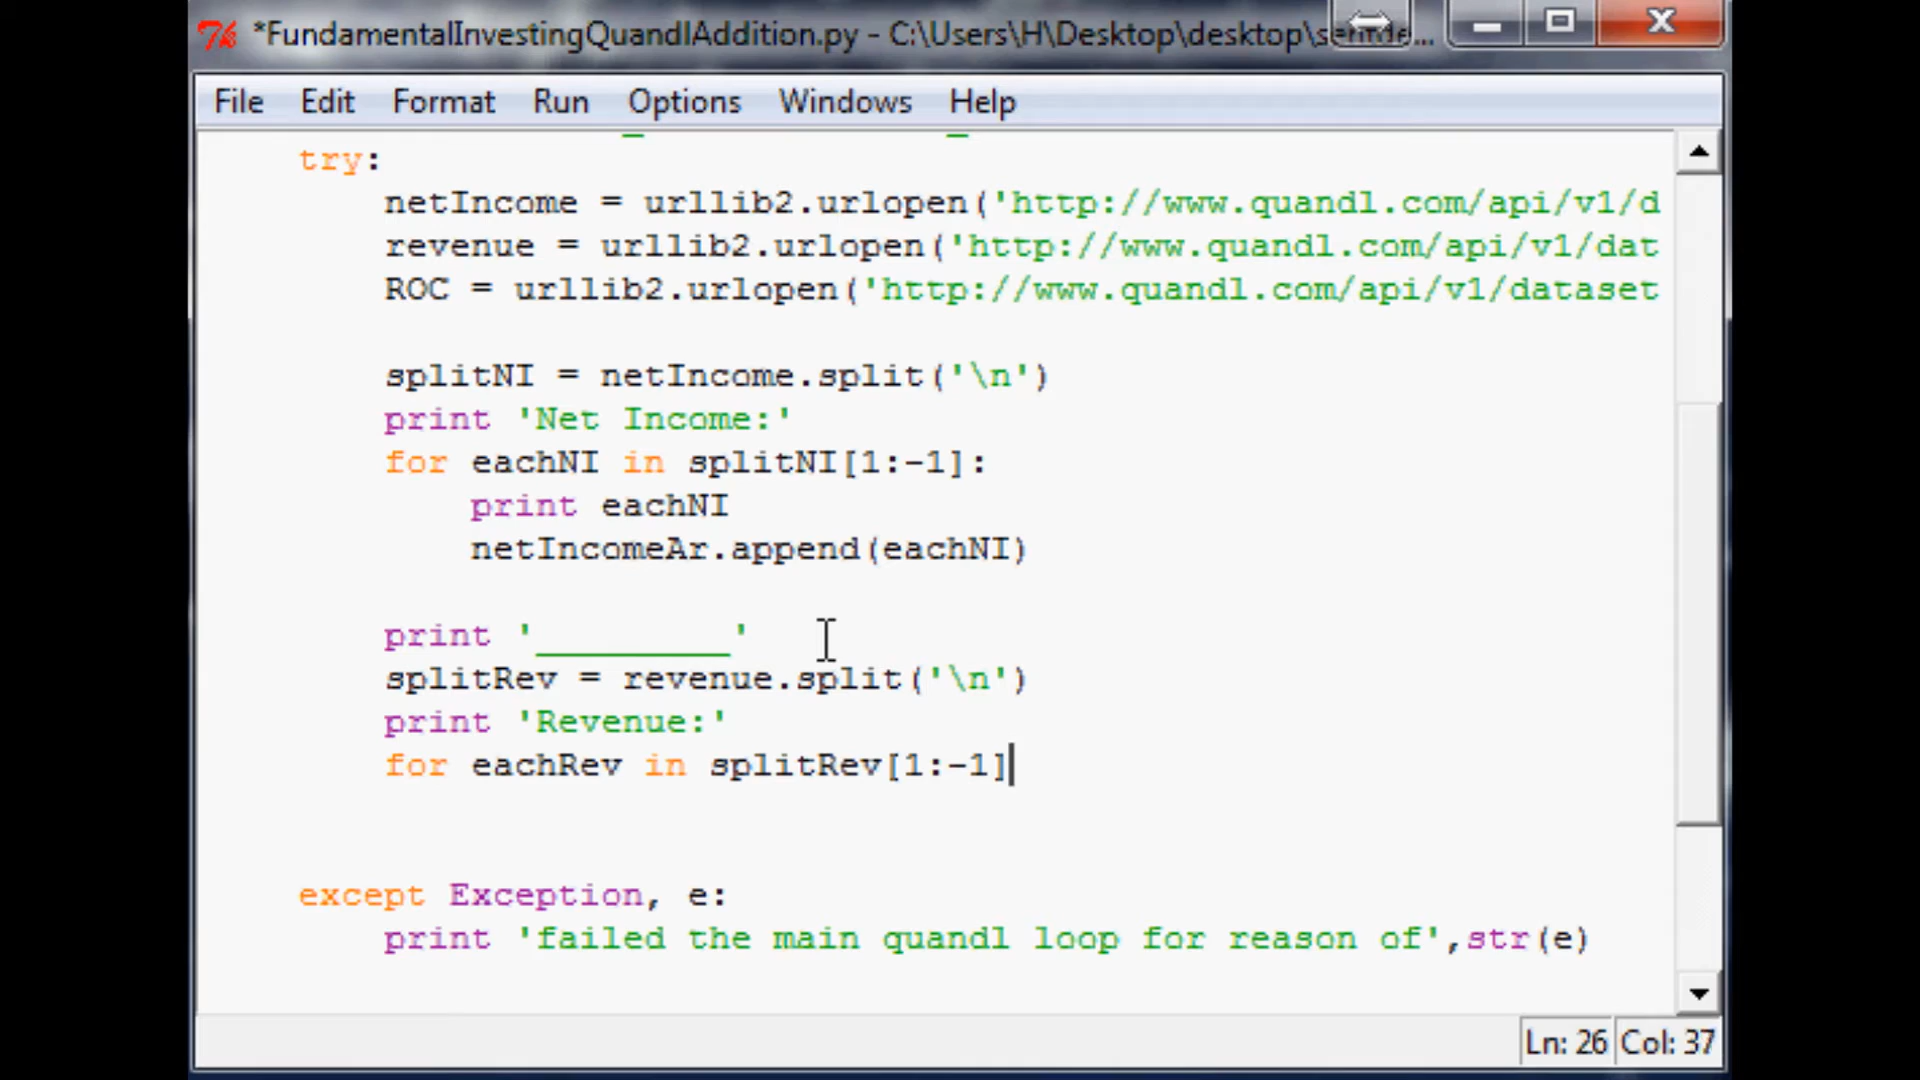 *FundamentalInvestingQuandlAddition.py - C:\Users\H\Desktop\desktop\sentde...
File Edit Format Run Options Windows Help
try:
netIncome = urllib2.urlopen('http://www.quandl.com/api/v1/d
revenue = urllib2.urlopen('http://www.quandl.com/api/v1/dat
ROC = urllib2.urlopen('http://www.quandl.com/api/v1/dataset
splitNI = netIncome.split('\n')
print 'Net Income:'
for eachNI in splitNI[1:-1]:
print eachNI
netIncomeAr.append(eachNI)
print '_________'
splitRev = revenue.split('\n')
print 'Revenue:'
for eachRev in splitRev[1:-1]
except Exception, e:
print 'failed the main quandl loop for reason of',str(e)
Ln: 26 Col: 37